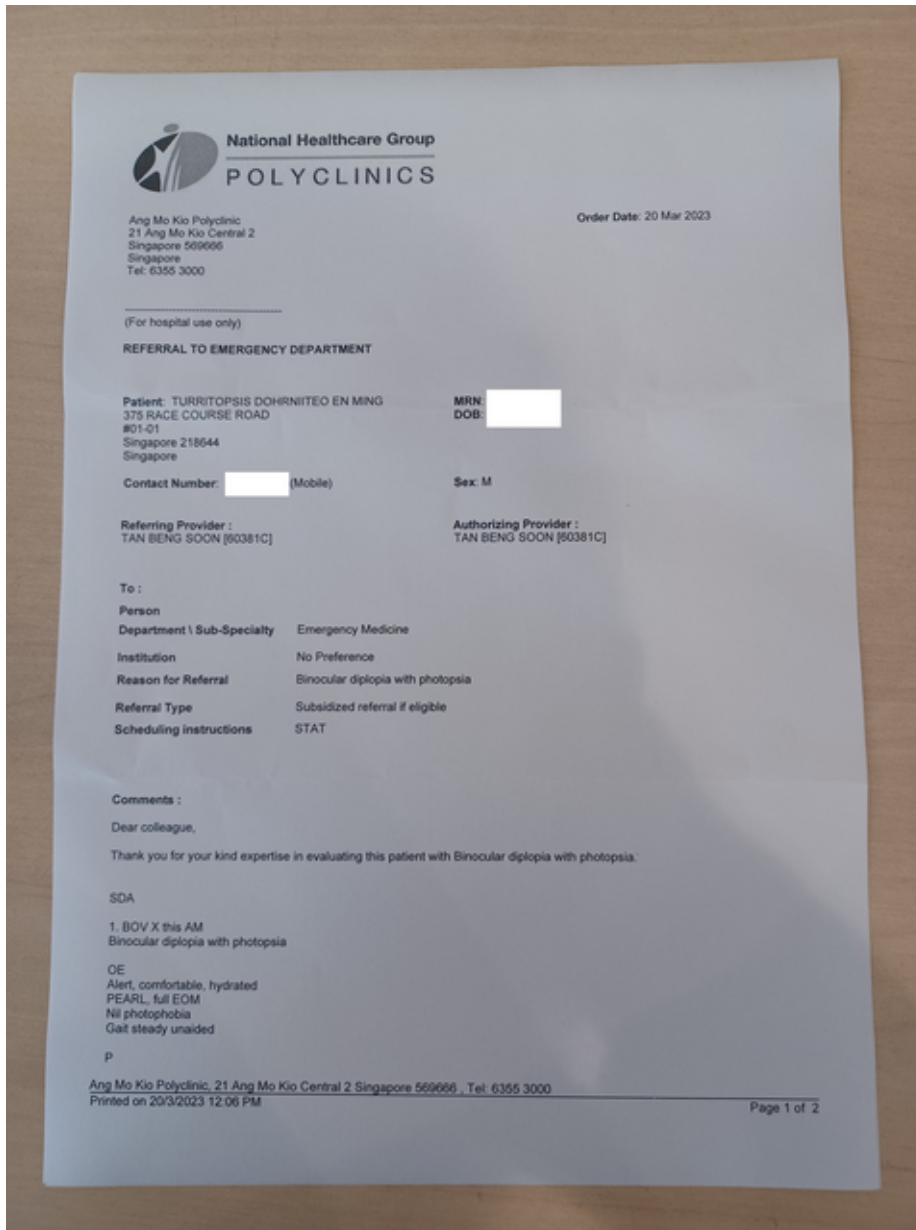 National Healthcare Group
POLYCLINICS
Ang Mo Kio Polyclinic
21 Ang Mo Kio Central 2
Singapore 569666
Singapore
Tel: 6355 3000
Order Date: 20 Mar 2023
(For hospital use only)
REFERRAL TO EMERGENCY DEPARTMENT
Patient: TURRITOPSIS DOHRNIITEO EN MING
375 RACE COURSE ROAD
#01-01
Singapore 218644
Singapore
MRN:
DOB:
Contact Number: (Mobile)
Sex: M
Referring Provider :
TAN BENG SOON [60381C]
Authorizing Provider :
TAN BENG SOON [60381C]
To :
Person
Department \ Sub-Specialty Emergency Medicine
Institution No Preference
Reason for Referral Binocular diplopia with photopsia
Referral Type Subsidized referral if eligible
Scheduling instructions STAT
Comments :
Dear colleague,
Thank you for your kind expertise in evaluating this patient with Binocular diplopia with photopsia.
SDA
1. BOV X this AM
Binocular diplopia with photopsia
OE
Alert, comfortable, hydrated
PEARL, full EOM
Nil photophobia
Gait steady unaided
P
Ang Mo Kio Polyclinic, 21 Ang Mo Kio Central 2 Singapore 569666 , Tel: 6355 3000
Printed on 20/3/2023 12:06 PM
Page 1 of 2